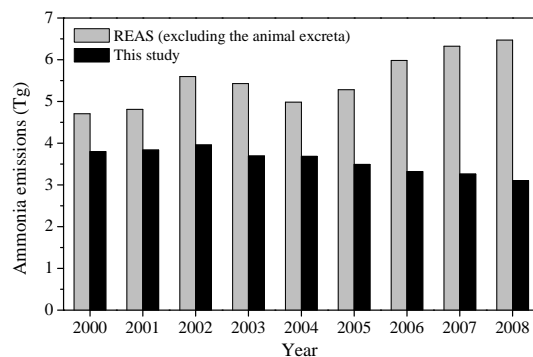 REAS (excluding the animal excreta)
This study
Ammonia emissions (Tg)
7
6
5
4
3
2
1
0
2000 2001 2002 2003 2004 2005 2006 2007 2008
Year